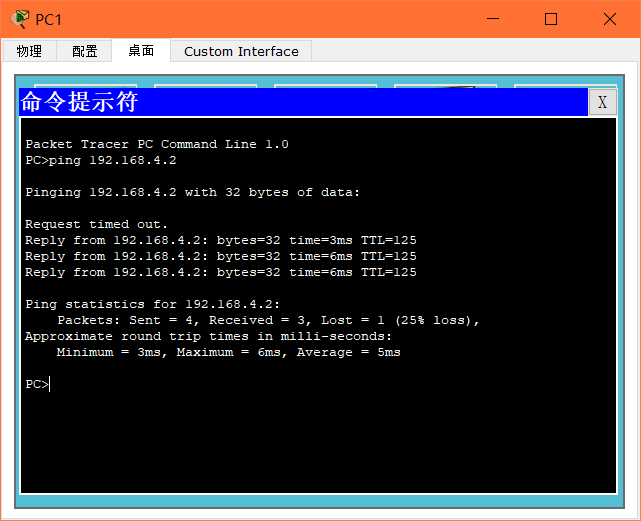 PC1
物理 配置 桌面 Custom Interface
命令提示符 X
Packet Tracer PC Command Line 1.0
PC>ping 192.168.4.2
Pinging 192.168.4.2 with 32 bytes of data:
Request timed out.
Reply from 192.168.4.2: bytes=32 time=3ms TTL=125
Reply from 192.168.4.2: bytes=32 time=6ms TTL=125
Reply from 192.168.4.2: bytes=32 time=6ms TTL=125
Ping statistics for 192.168.4.2:
Packets: Sent = 4, Received = 3, Lost = 1 (25% loss),
Approximate round trip times in milli-seconds:
Minimum = 3ms, Maximum = 6ms, Average = 5ms
PC>